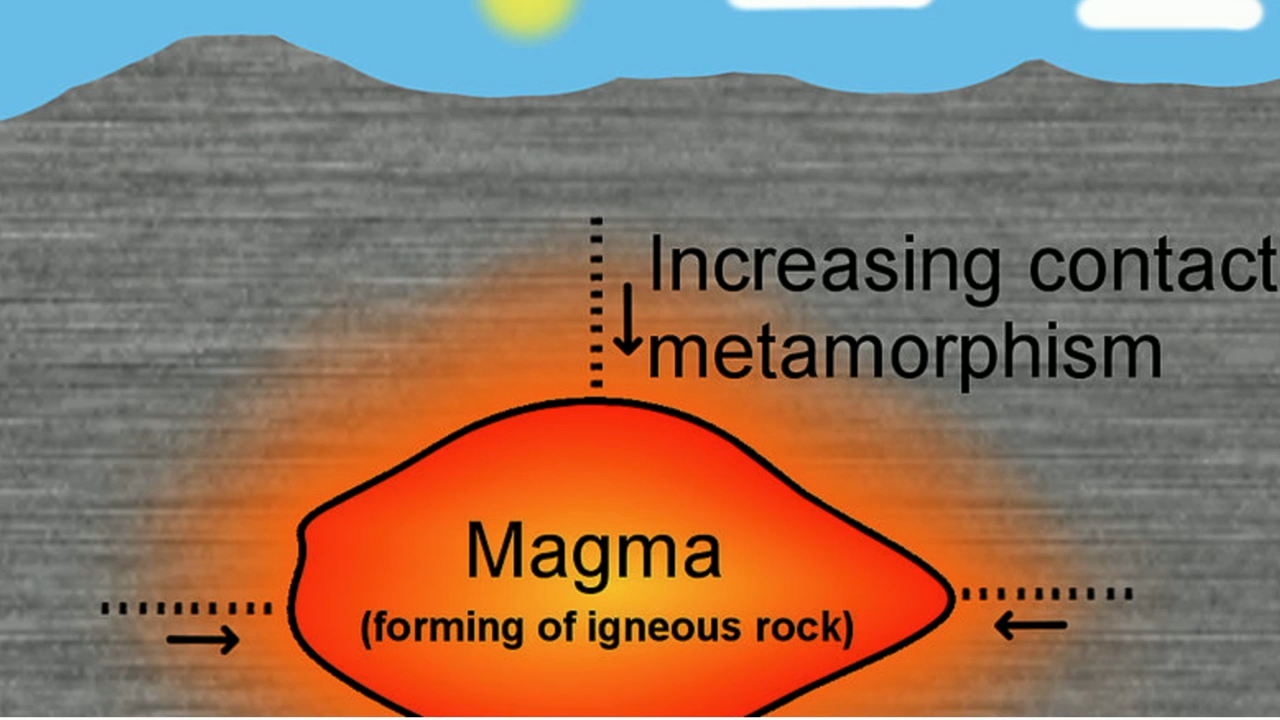 Increasing contact
metamorphism
Magma
(forming of igneous rock)